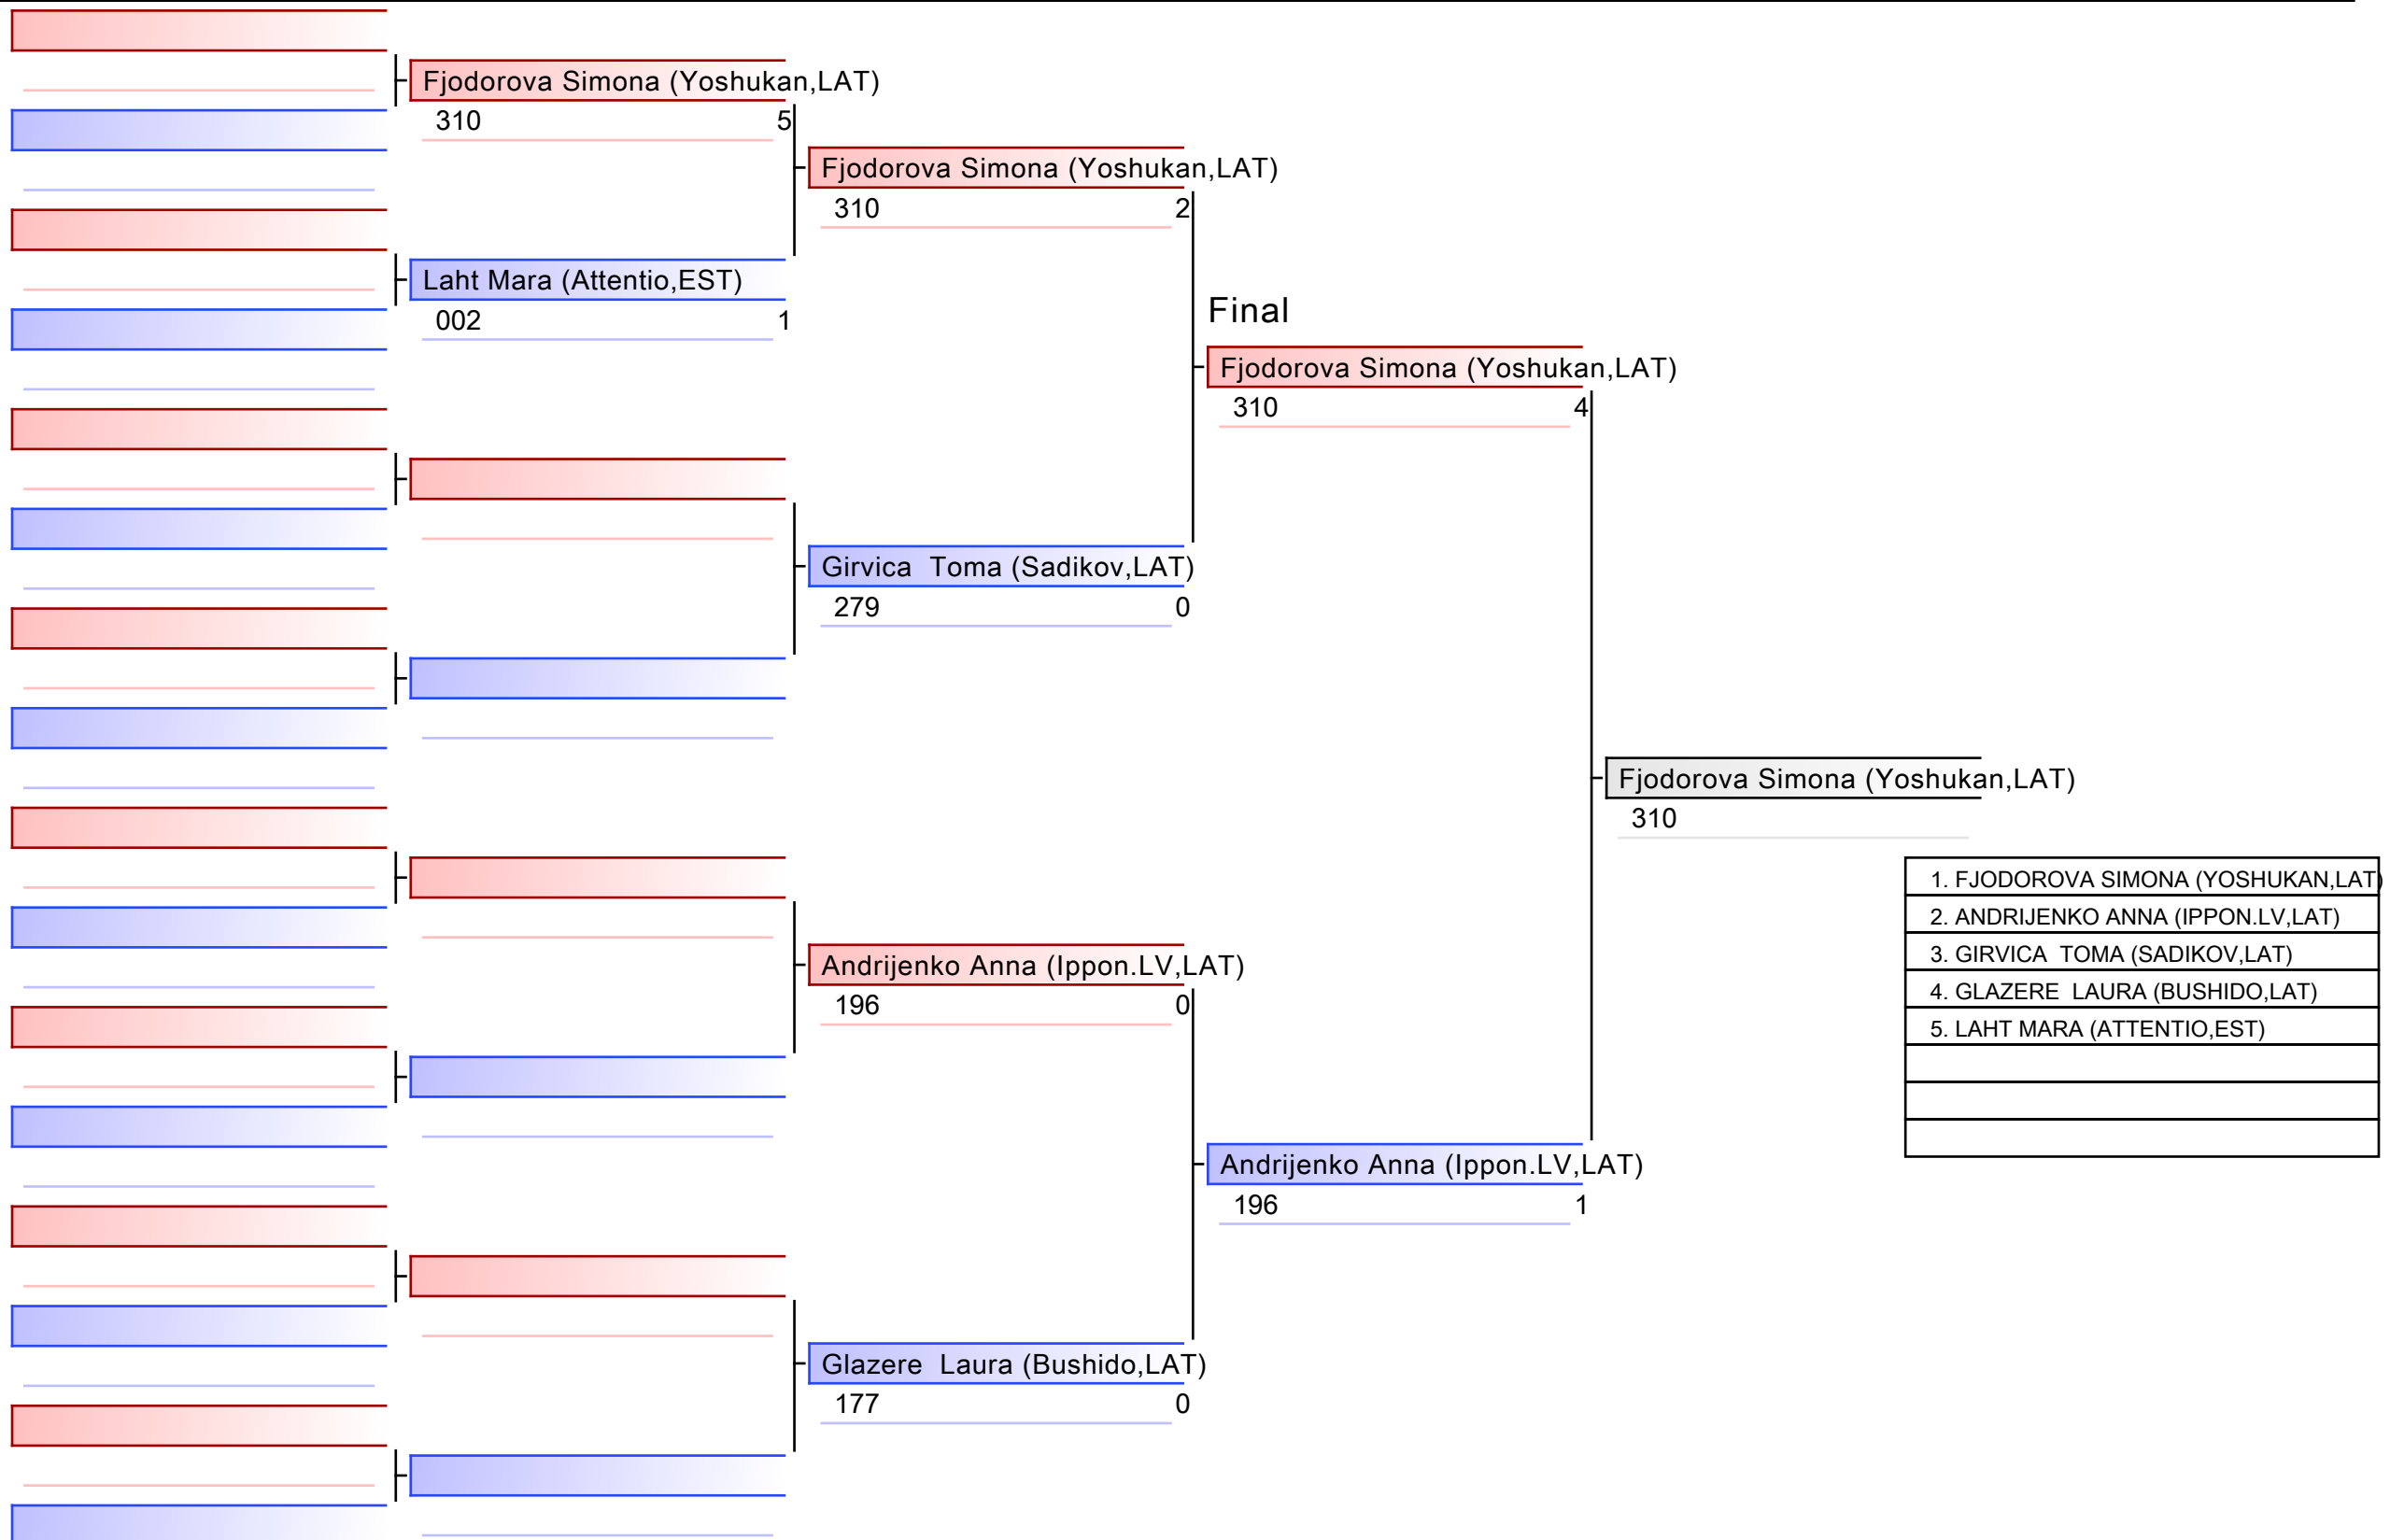 Fjodorova Simona (Yoshukan,LAT)
310 5
Laht Mara (Attentio,EST)
002 1
Fjodorova Simona (Yoshukan,LAT)
310 2
Girvica  Toma (Sadikov,LAT)
279 0
Andrijenko Anna (Ippon.LV,LAT)
196 0
Glazere  Laura (Bushido,LAT)
177 0
Final
Fjodorova Simona (Yoshukan,LAT)
310 4
Andrijenko Anna (Ippon.LV,LAT)
196 1
Fjodorova Simona (Yoshukan,LAT)
310
1. FJODOROVA SIMONA (YOSHUKAN,LAT)
2. ANDRIJENKO ANNA (IPPON.LV,LAT)
3. GIRVICA  TOMA (SADIKOV,LAT)
4. GLAZERE  LAURA (BUSHIDO,LAT)
5. LAHT MARA (ATTENTIO,EST)